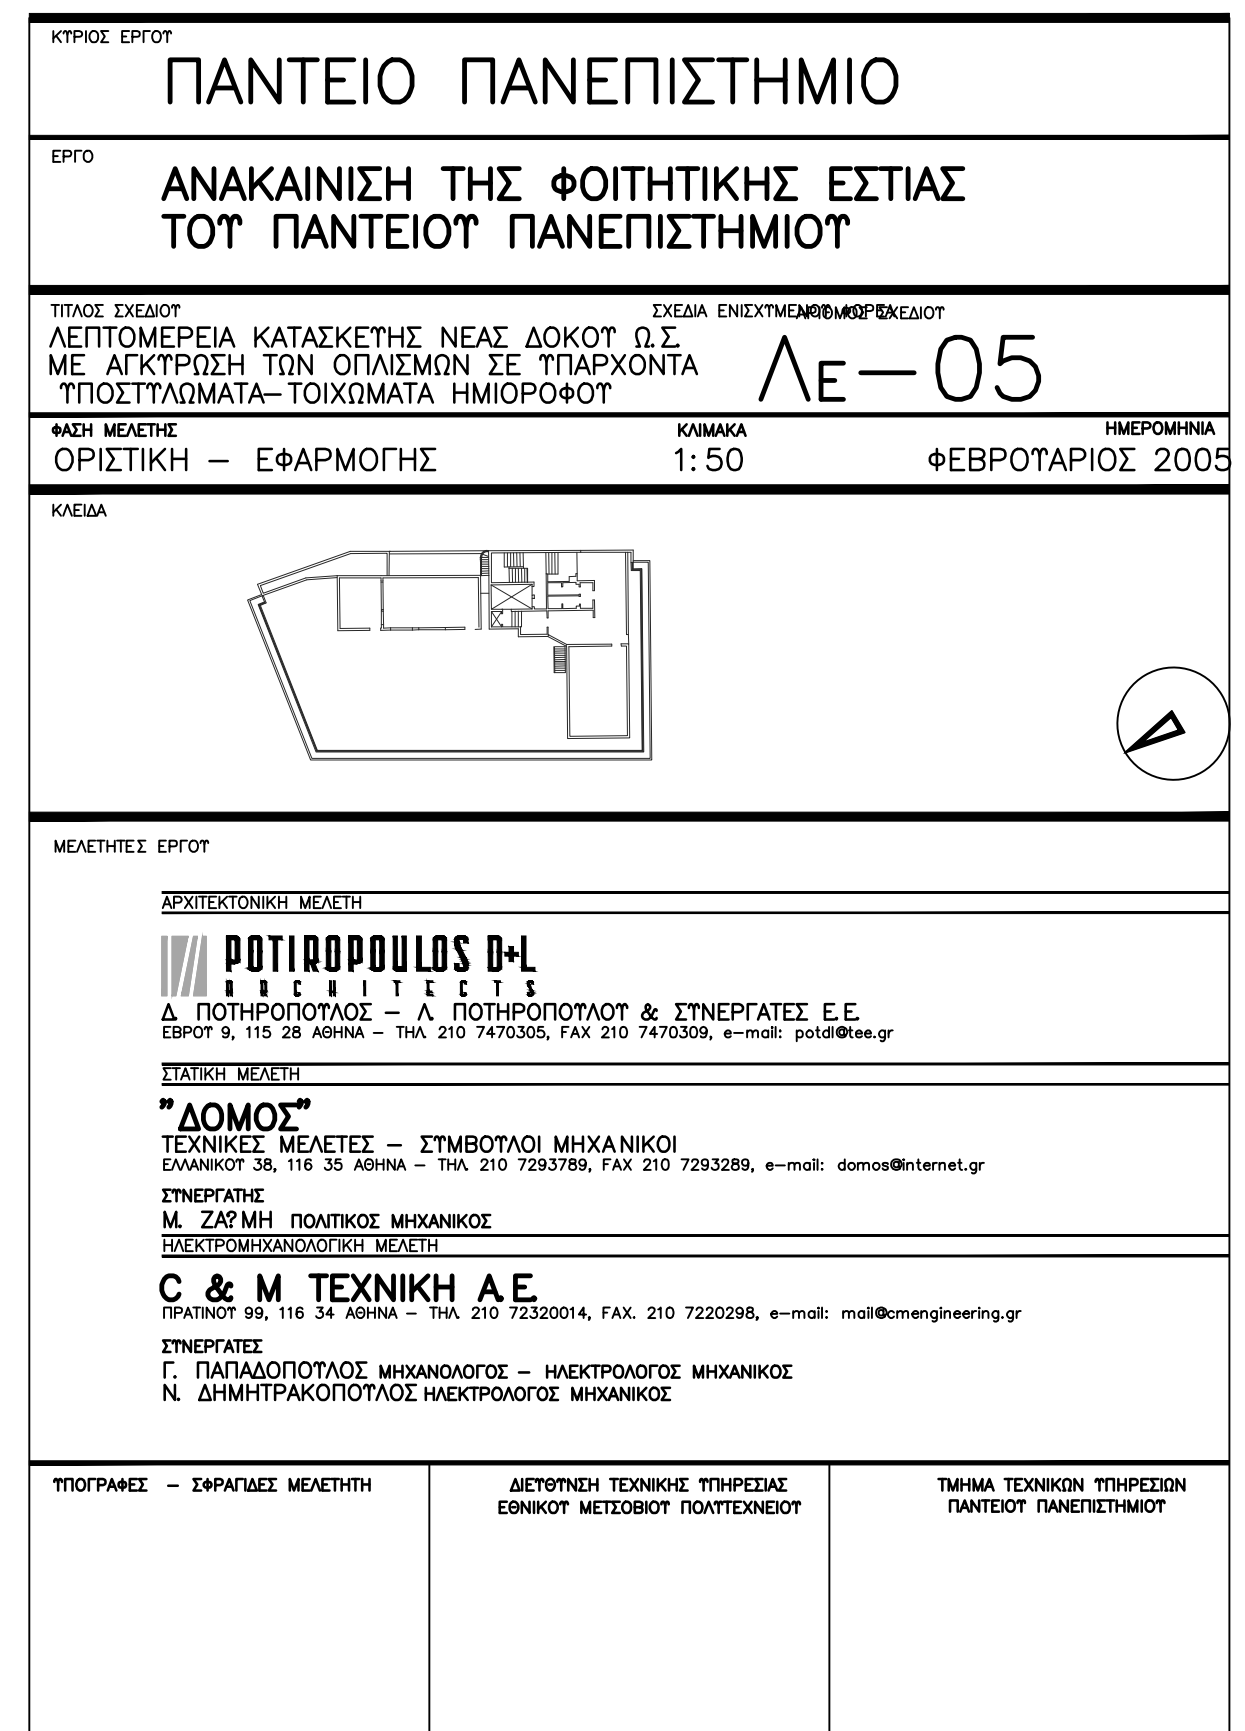 ΚΥΡΙΟΣ ΕΡΓΟΥ
ΠΑΝΤΕΙΟ ΠΑΝΕΠΙΣΤΗΜΙΟ
ΕΡΓΟ
ΑΝΑΚΑΙΝΙΣΗ ΤΗΣ ΦΟΙΤΗΤΙΚΗΣ ΕΣΤΙΑΣ
ΤΟΥ ΠΑΝΤΕΙΟΥ ΠΑΝΕΠΙΣΤΗΜΙΟΥ
ΤΙΤΛΟΣ ΣΧΕΔΙΟΥ
ΣΧΕΔΙΑ ΕΝΙΣΧΥΜΕΝΟΥ ΦΟΡΕΑ
ΑΡΙΘΜΟΣ ΣΧΕΔΙΟΥ
ΛΕΠΤΟΜΕΡΕΙΑ ΚΑΤΑΣΚΕΥΗΣ ΝΕΑΣ ΔΟΚΟΥ Ω.Σ.
ΜΕ ΑΓΚΥΡΩΣΗ ΤΩΝ ΟΠΛΙΣΜΩΝ ΣΕ ΥΠΑΡΧΟΝΤΑ
ΥΠΟΣΤΥΛΩΜΑΤΑ–ΤΟΙΧΩΜΑΤΑ ΗΜΙΟΡΟΦΟΥ
Λε–05
ΦΑΣΗ ΜΕΛΕΤΗΣ
ΚΛΙΜΑΚΑ
ΗΜΕΡΟΜΗΝΙΑ
ΟΡΙΣΤΙΚΗ – ΕΦΑΡΜΟΓΗΣ
1:50
ΦΕΒΡΟΥΑΡΙΟΣ 2005
ΚΛΕΙΔΑ
ΜΕΛΕΤΗΤΕΣ ΕΡΓΟΥ
ΑΡΧΙΤΕΚΤΟΝΙΚΗ ΜΕΛΕΤΗ
POTIROPOULOS D+L
ARCHITECTS
Δ. ΠΟΤΗΡΟΠΟΥΛΟΣ – Λ. ΠΟΤΗΡΟΠΟΥΛΟΥ & ΣΥΝΕΡΓΑΤΕΣ Ε.Ε.
ΕΒΡΟΥ 9, 115 28 ΑΘΗΝΑ – ΤΗΛ. 210 7470305, FAX 210 7470309, e–mail: potdl@tee.gr
ΣΤΑΤΙΚΗ ΜΕΛΕΤΗ
"ΔΟΜΟΣ"
ΤΕΧΝΙΚΕΣ ΜΕΛΕΤΕΣ – ΣΥΜΒΟΥΛΟΙ ΜΗΧΑΝΙΚΟΙ
ΕΛΛΑΝΙΚΟΥ 38, 116 35 ΑΘΗΝΑ – ΤΗΛ. 210 7293789, FAX 210 7293289, e–mail: domos@internet.gr
ΣΥΝΕΡΓΑΤΗΣ
Μ. ΖΑ?ΜΗ ΠΟΛΙΤΙΚΟΣ ΜΗΧΑΝΙΚΟΣ
ΗΛΕΚΤΡΟΜΗΧΑΝΟΛΟΓΙΚΗ ΜΕΛΕΤΗ
C & M ΤΕΧΝΙΚΗ Α.Ε.
ΠΡΑΤΙΝΟΥ 99, 116 34 ΑΘΗΝΑ – ΤΗΛ. 210 72320014, FAX. 210 7220298, e–mail: mail@cmengineering.gr
ΣΥΝΕΡΓΑΤΕΣ
Γ. ΠΑΠΑΔΟΠΟΥΛΟΣ ΜΗΧΑΝΟΛΟΓΟΣ – ΗΛΕΚΤΡΟΛΟΓΟΣ ΜΗΧΑΝΙΚΟΣ
Ν. ΔΗΜΗΤΡΑΚΟΠΟΥΛΟΣ ΗΛΕΚΤΡΟΛΟΓΟΣ ΜΗΧΑΝΙΚΟΣ
ΥΠΟΓΡΑΦΕΣ – ΣΦΡΑΓΙΔΕΣ ΜΕΛΕΤΗΤΗ
ΔΙΕΥΘΥΝΣΗ ΤΕΧΝΙΚΗΣ ΥΠΗΡΕΣΙΑΣ
ΕΘΝΙΚΟΥ ΜΕΤΣΟΒΙΟΥ ΠΟΛΥΤΕΧΝΕΙΟΥ
ΤΜΗΜΑ ΤΕΧΝΙΚΩΝ ΥΠΗΡΕΣΙΩΝ
ΠΑΝΤΕΙΟΥ ΠΑΝΕΠΙΣΤΗΜΙΟΥ